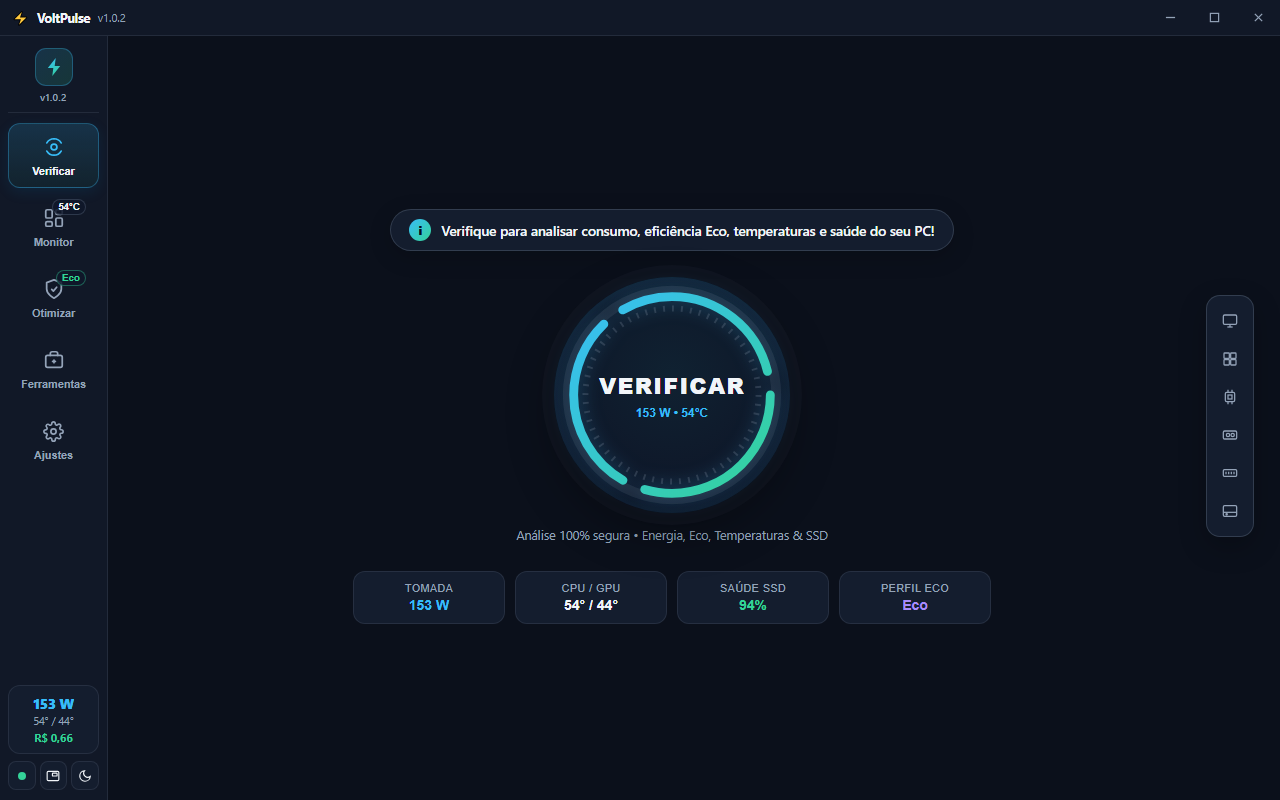 VoltPulse v1.0.2
v1.0.2
Verificar
54°C
Monitor
Eco
Otimizar
Ferramentas
Ajustes
153 W
54° / 44°
R$ 0,66
i Verifique para analisar consumo, eficiência Eco, temperaturas e saúde do seu PC!
VERIFICAR
153 W • 54°C
Análise 100% segura • Energia, Eco, Temperaturas & SSD
TOMADA
153 W
CPU / GPU
54° / 44°
SAÚDE SSD
94%
PERFIL ECO
Eco